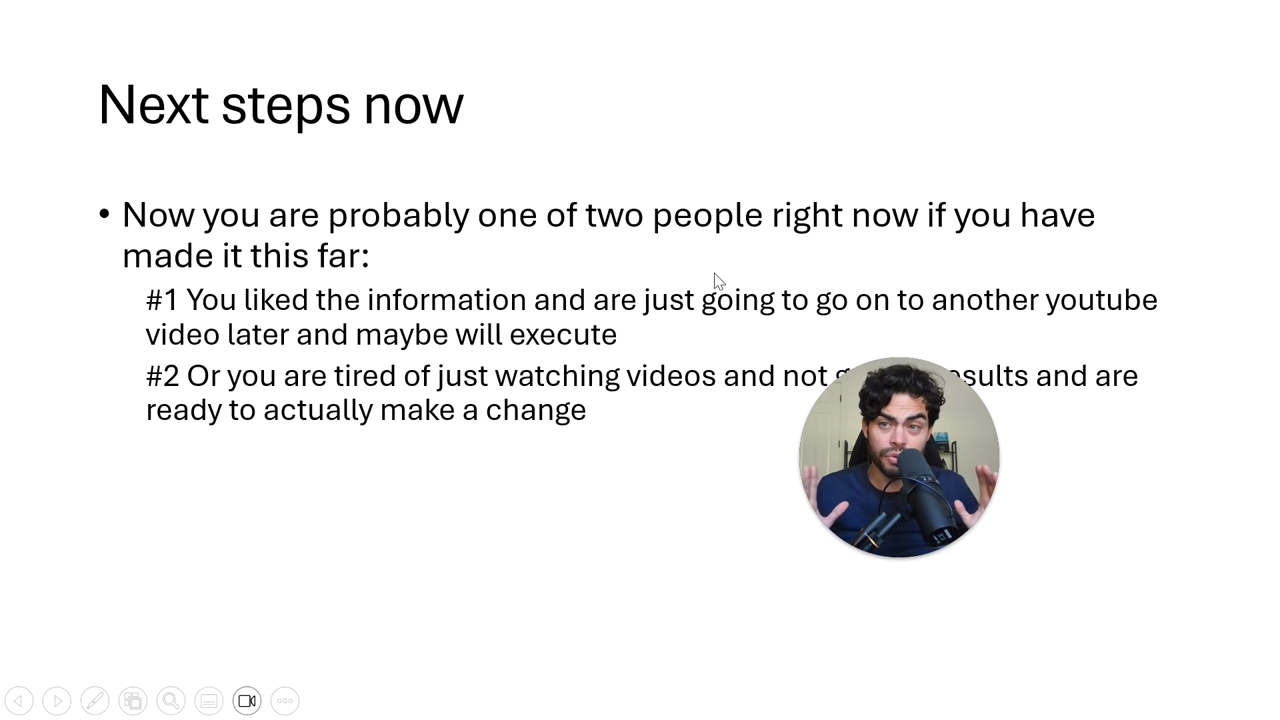 Next steps now
• Now you are probably one of two people right now if you have
made it this far:
#1 You liked the information and are just going to go on to another youtube
video later and maybe will execute
#2 Or you are tired of just watching videos and not and are
ready to actually make a change